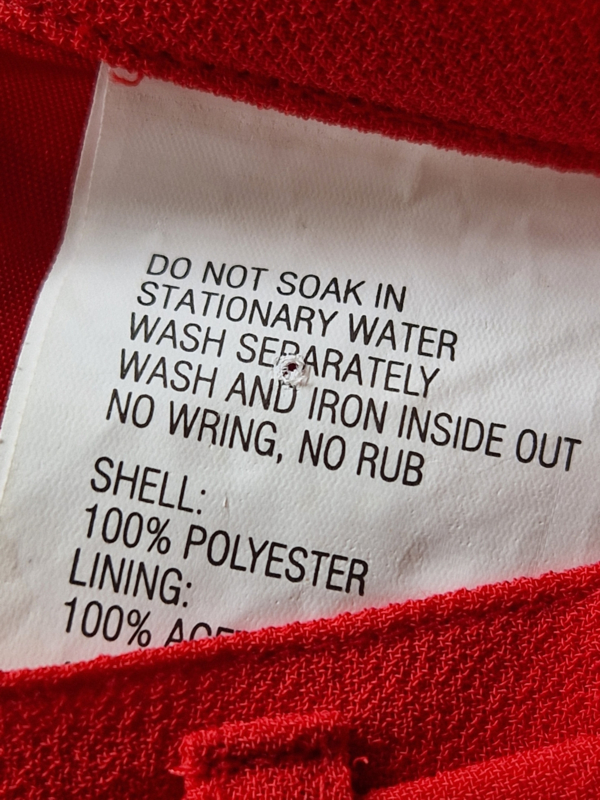 DO NOT SOAK IN
STATIONARY WATER
WASH SEPARATELY
WASH AND IRON INSIDE OUT
NO WRING, NO RUB
SHELL:
100% POLYESTER
LINING:
100%